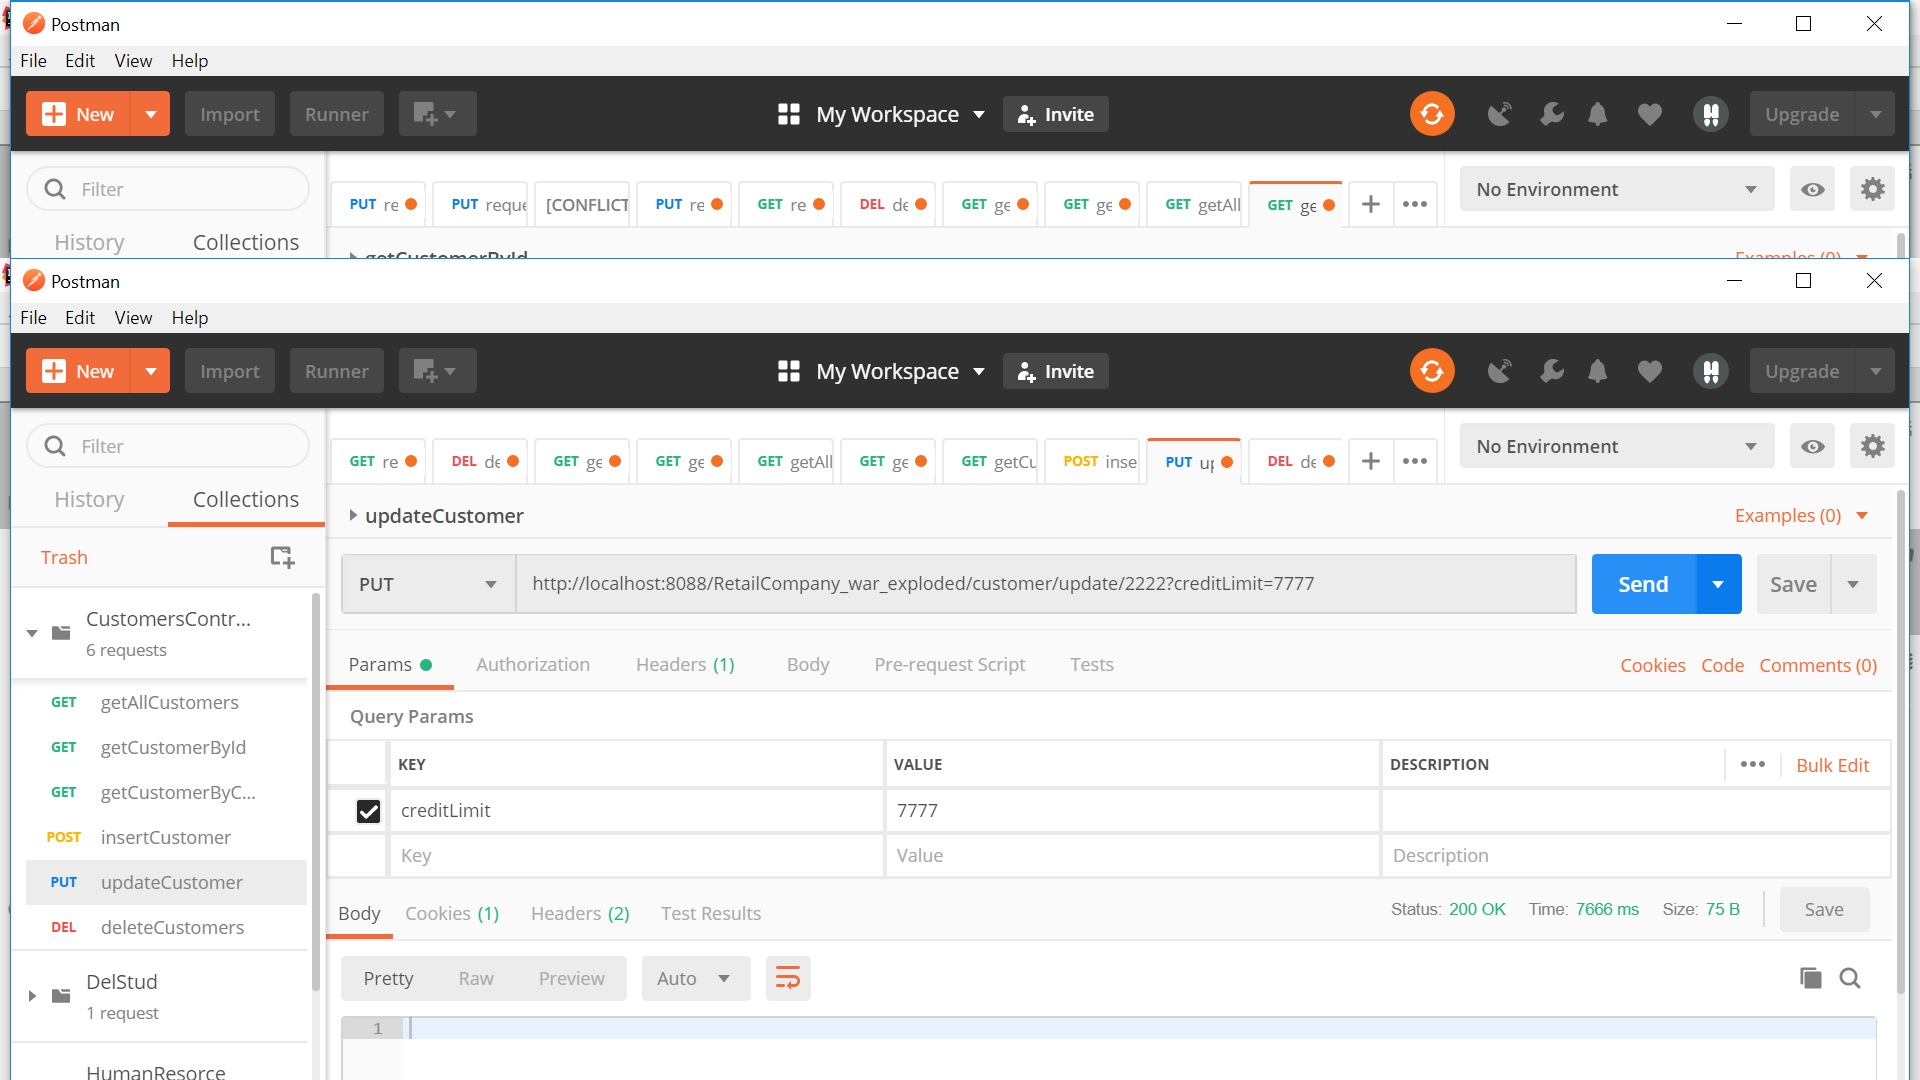 Postman
File Edit View Help
New Import Runner My Workspace Invite Upgrade
Filter
PUT re PUT reque [CONFLICT PUT re GET re DEL de GET ge GET ge GET getAll GET ge + ••• No Environment
History Collections
getCustomerById Examples (0)
Postman
File Edit View Help
New Import Runner My Workspace Invite Upgrade
Filter
GET re DEL de GET ge GET ge GET getAll GET ge GET getCu POST inse PUT up DEL de + ••• No Environment
History Collections
updateCustomer Examples (0)
Trash
PUT http://localhost:8088/RetailCompany_war_exploded/customer/update/2222?creditLimit=7777 Send Save
CustomersContr...
6 requests
Params Authorization Headers (1) Body Pre-request Script Tests Cookies Code Comments (0)
GET getAllCustomers
Query Params
GET getCustomerById
KEY VALUE DESCRIPTION ••• Bulk Edit
GET getCustomerByC...
creditLimit 7777
POST insertCustomer
Key Value Description
PUT updateCustomer
Body Cookies (1) Headers (2) Test Results Status: 200 OK Time: 7666 ms Size: 75 B Save
DEL deleteCustomers
DelStud
Pretty Raw Preview Auto
1 request
1
HumanResorce